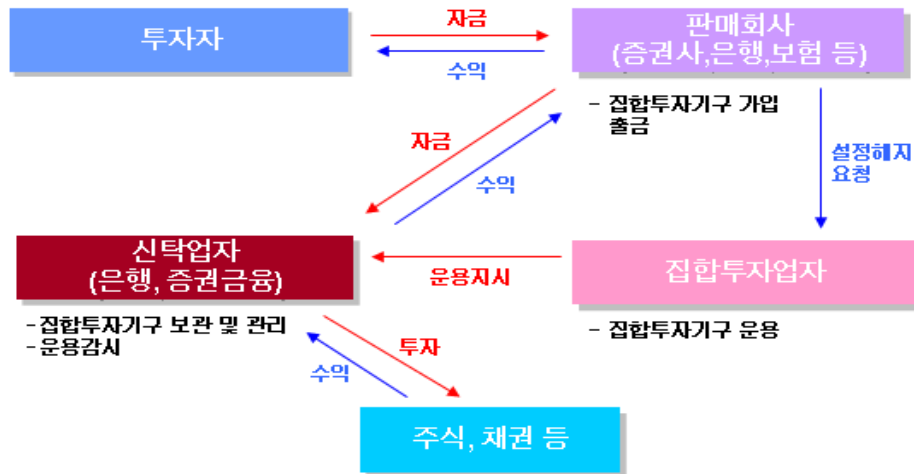 투자자
자금
수익
판매회사
(증권사,은행,보험 등)
- 집합투자기구 가입
출금
자금
수익
설정해지
요청
신탁업자
(은행, 증권금융)
운용지시
집합투자업자
-집합투자기구 보관 및 관리
-운용감시
- 집합투자기구 운용
투자
수익
주식, 채권 등